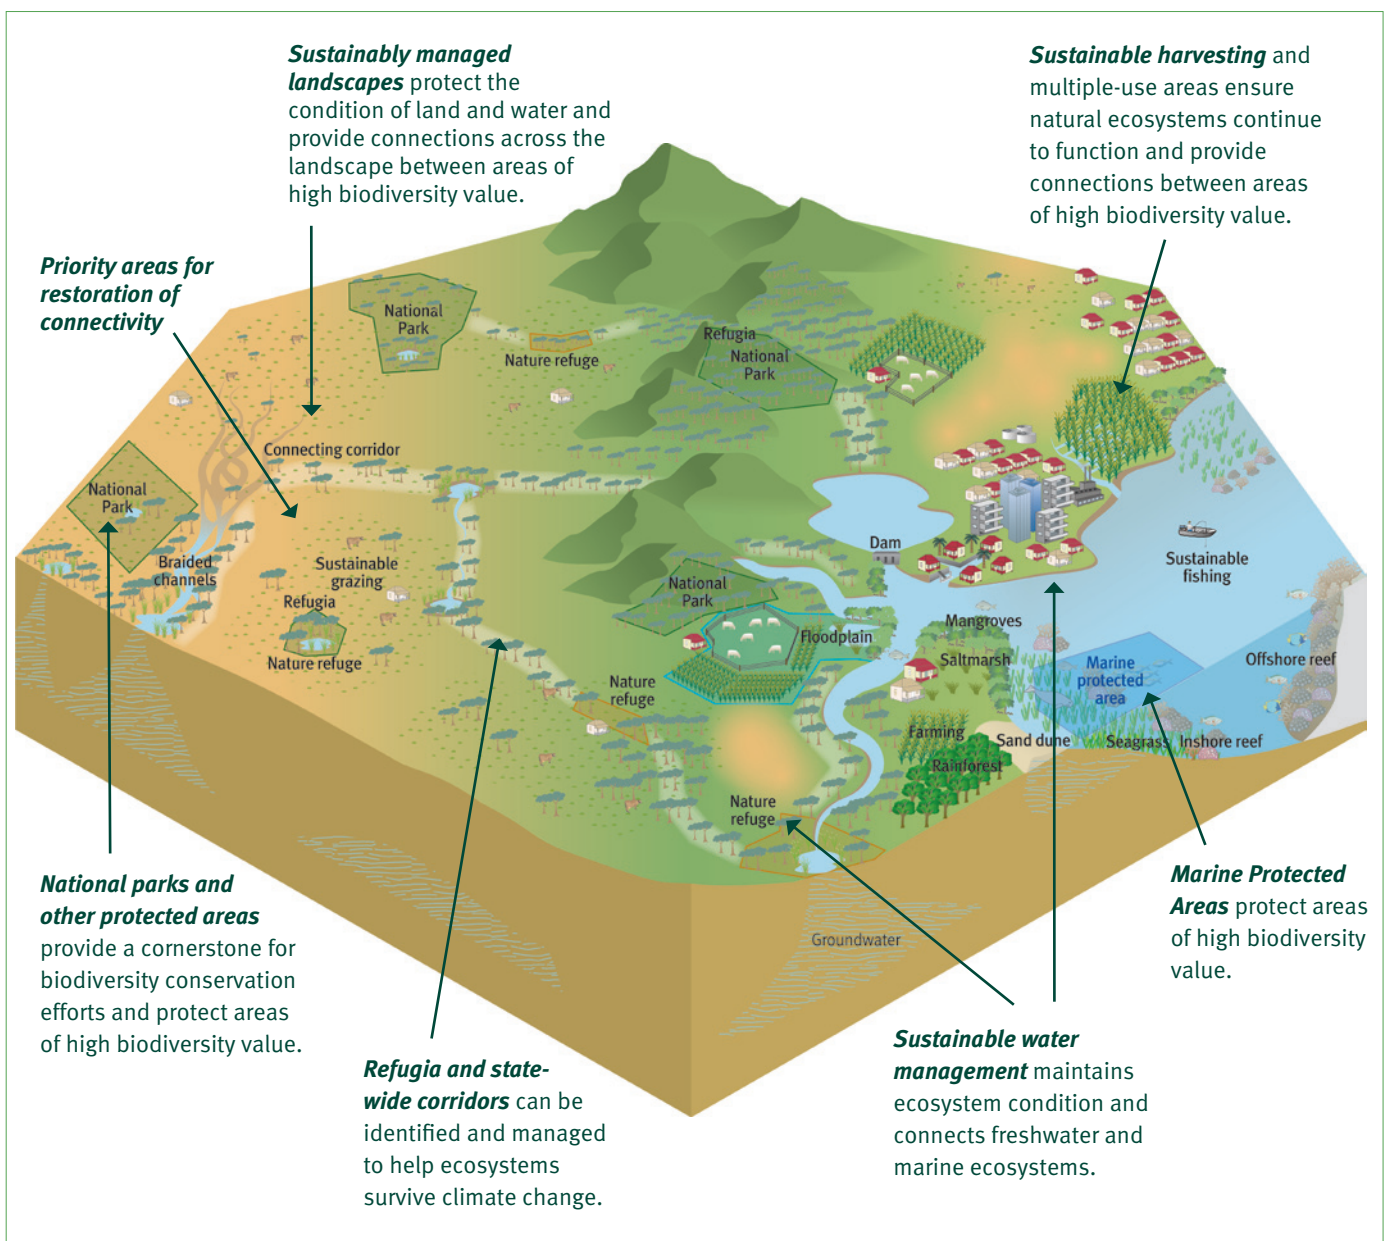 Sustainably managed
landscapes protect the
condition of land and water and
provide connections across the
landscape between areas of
high biodiversity value.
Sustainable harvesting and
multiple-use areas ensure
natural ecosystems continue
to function and provide
connections between areas
of high biodiversity value.
Priority areas for
restoration of
connectivity
National
Park
Nature refuge
Refugia
National
Park
Connecting corridor
National
Park
Braided
channels
Sustainable
grazing
Refugia
Nature refuge
Dam
Sustainable
fishing
National
Park
Floodplain
Mangroves
Saltmarsh
Marine
protected
area
Offshore reef
Nature
refuge
Farming
Sand dune
Seagrass
Inshore reef
Rainforest
Nature
refuge
Groundwater
National parks and
other protected areas
provide a cornerstone for
biodiversity conservation
efforts and protect areas
of high biodiversity value.
Refugia and state-
wide corridors can be
identified and managed
to help ecosystems
survive climate change.
Sustainable water
management maintains
ecosystem condition and
connects freshwater and
marine ecosystems.
Marine Protected
Areas protect areas
of high biodiversity
value.